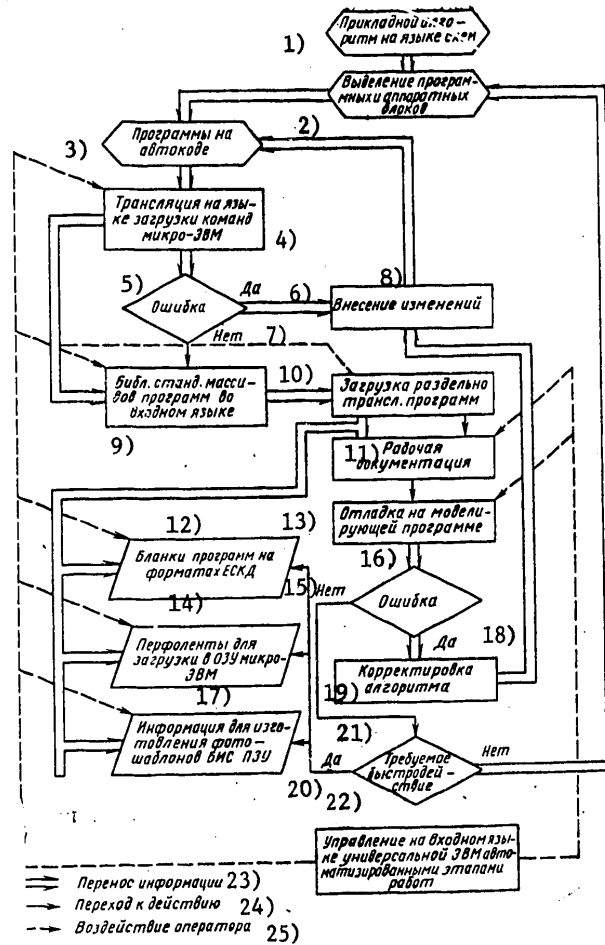 Прикладной алго-
ритм на языке схем
1)
Выделение програм-
мных и аппаратных
блоков
2)
Программы на
автокоде
3)
Трансляция на язы-
ке загрузки команд
микро-ЭВМ
4)
5)
Ошибка
Да
6)
8)
Внесение изменений
Нет
7)
Библ. станд. масси-
вов программ во
входном языке
9)
10)
Загрузка раздельно
трансл. программ
11)
Рабочая
документация
Отладка на модели-
рующей программе
12)
13)
Бланки программ на
форматах ЕСКД
14)
15)
Нет
16)
Ошибка
Да
18)
Перфоленты для
загрузки в ОЗУ микро-
ЭВМ
17)
Корректировка
алгоритма
19)
Информация для изго-
товления фото-
шаблонов БИС ПЗУ
21)
Да
Требуемое
быстродей-
ствие
Нет
20)
22)
Управление на входном язы-
ке универсальной ЭВМ авто-
матизированными этапами
работ
Перенос информации 23)
Переход к действию 24)
Воздействие оператора 25)